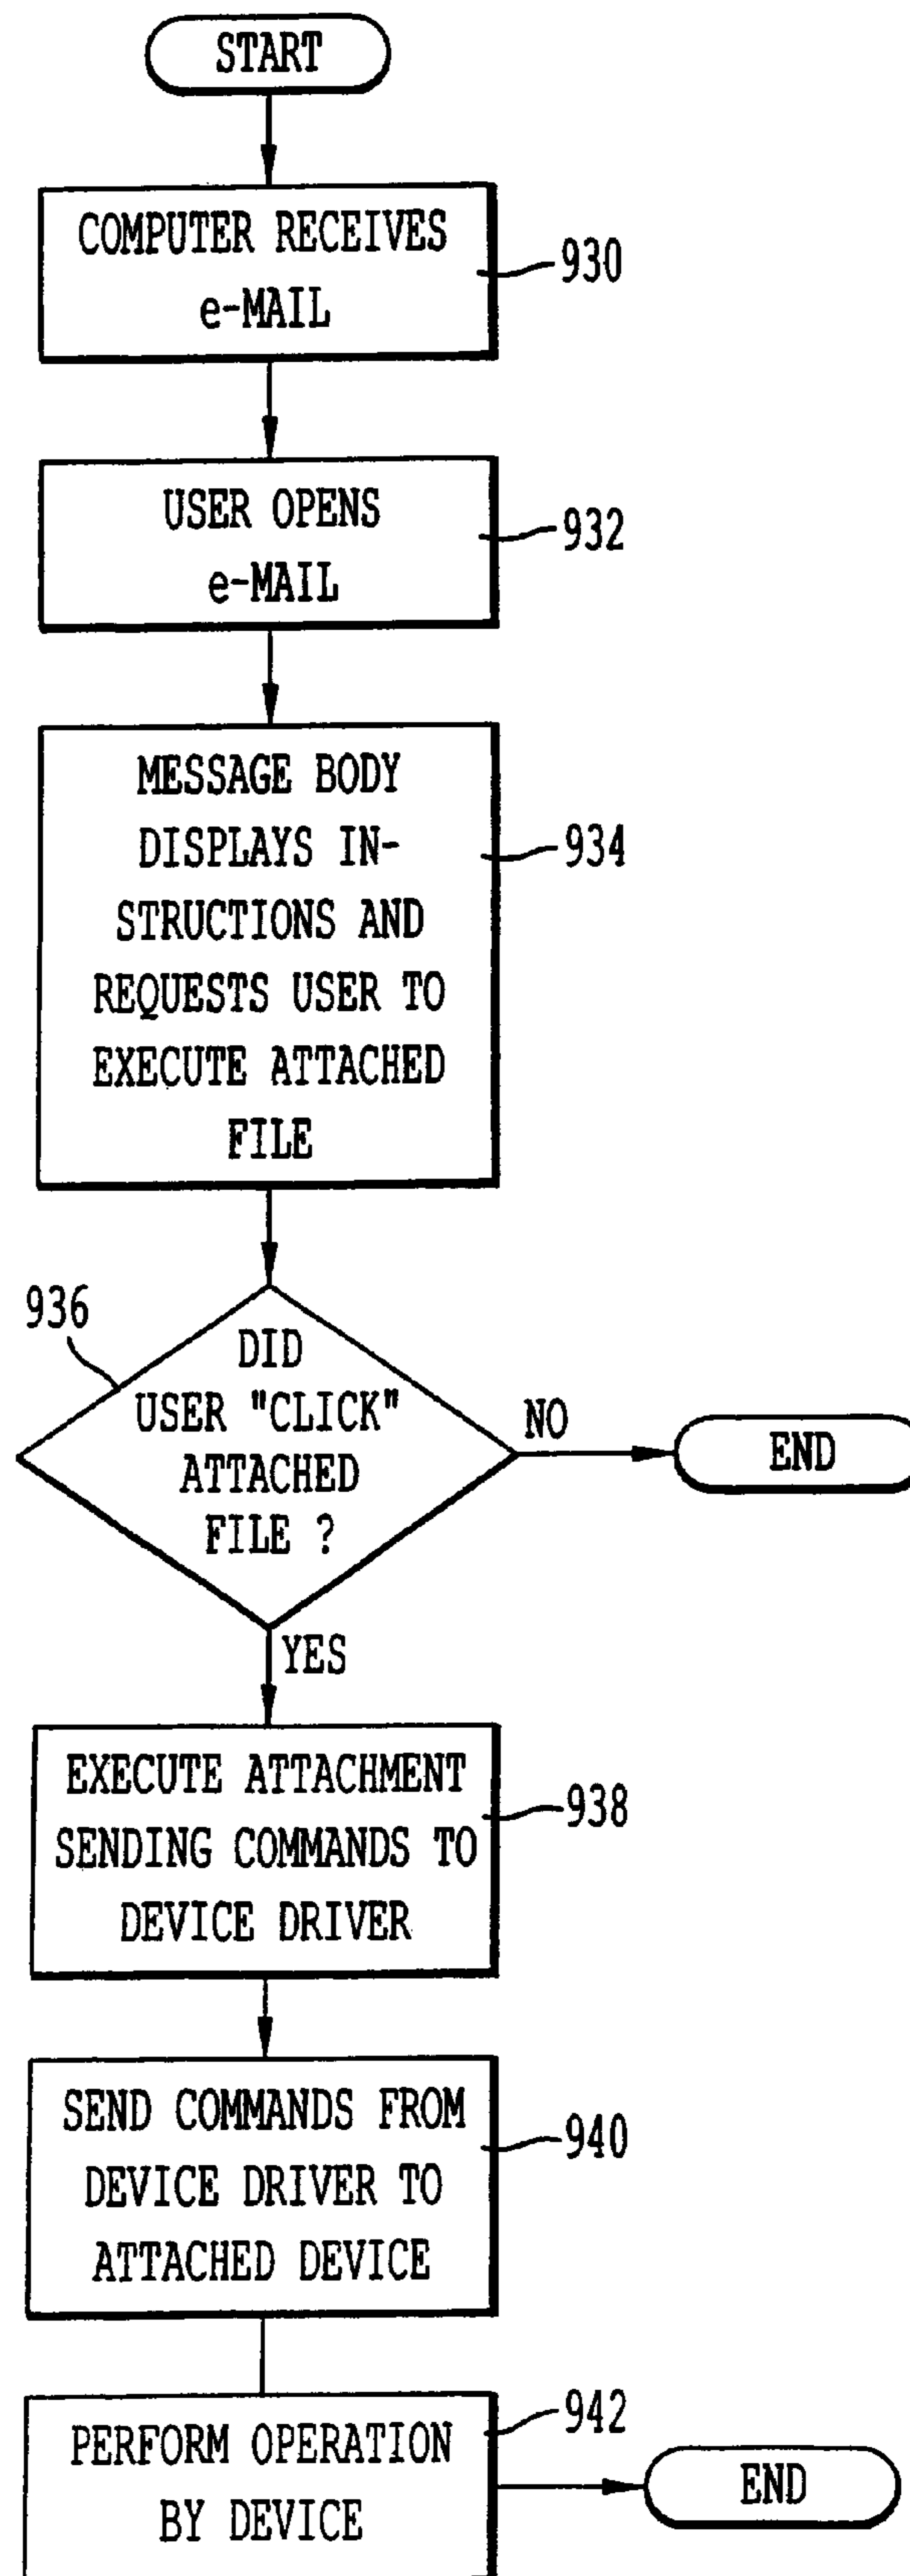 START
COMPUTER RECEIVES
e-MAIL
930
USER OPENS
e-MAIL
932
MESSAGE BODY
DISPLAYS IN-
STRUCTIONS AND
REQUESTS USER TO
EXECUTE ATTACHED
FILE
934
936
DID
USER "CLICK"
ATTACHED
FILE ?
NO
END
YES
EXECUTE ATTACHMENT
SENDING COMMANDS TO
DEVICE DRIVER
938
SEND COMMANDS FROM
DEVICE DRIVER TO
ATTACHED DEVICE
940
PERFORM OPERATION
BY DEVICE
942
END